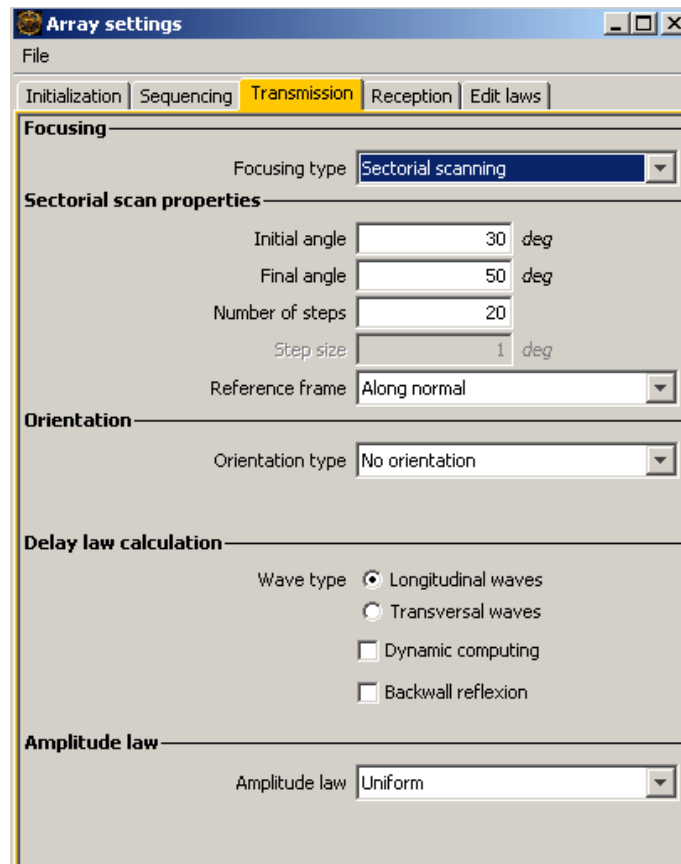 Array settings
File
Initialization Sequencing Transmission Reception Edit laws
Focusing
Focusing type Sectorial scanning
Sectorial scan properties
Initial angle 30 deg
Final angle 50 deg
Number of steps 20
Step size 1 deg
Reference frame Along normal
Orientation
Orientation type No orientation
Delay law calculation
Wave type Longitudinal waves
Transversal waves
Dynamic computing
Backwall reflexion
Amplitude law
Amplitude law Uniform